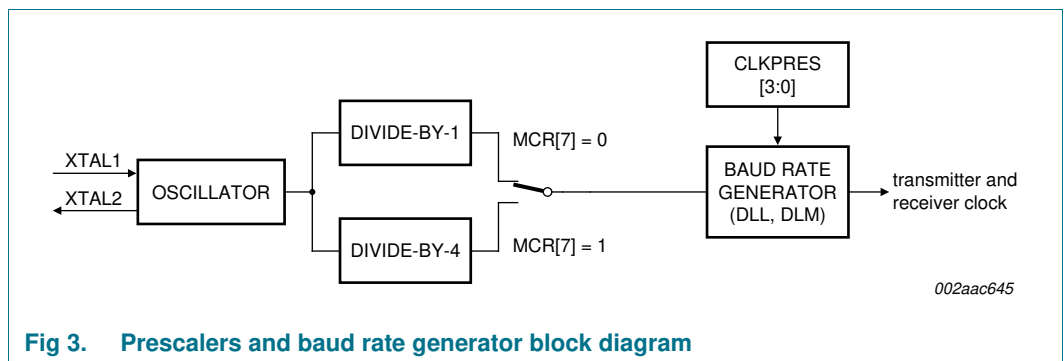 CLKPRES
[3:0]
DIVIDE-BY-1
MCR[7] = 0
XTAL1
XTAL2
OSCILLATOR
BAUD RATE
GENERATOR
(DLL, DLM)
transmitter and
receiver clock
DIVIDE-BY-4
MCR[7] = 1
002aac645
Fig 3. Prescalers and baud rate generator block diagram